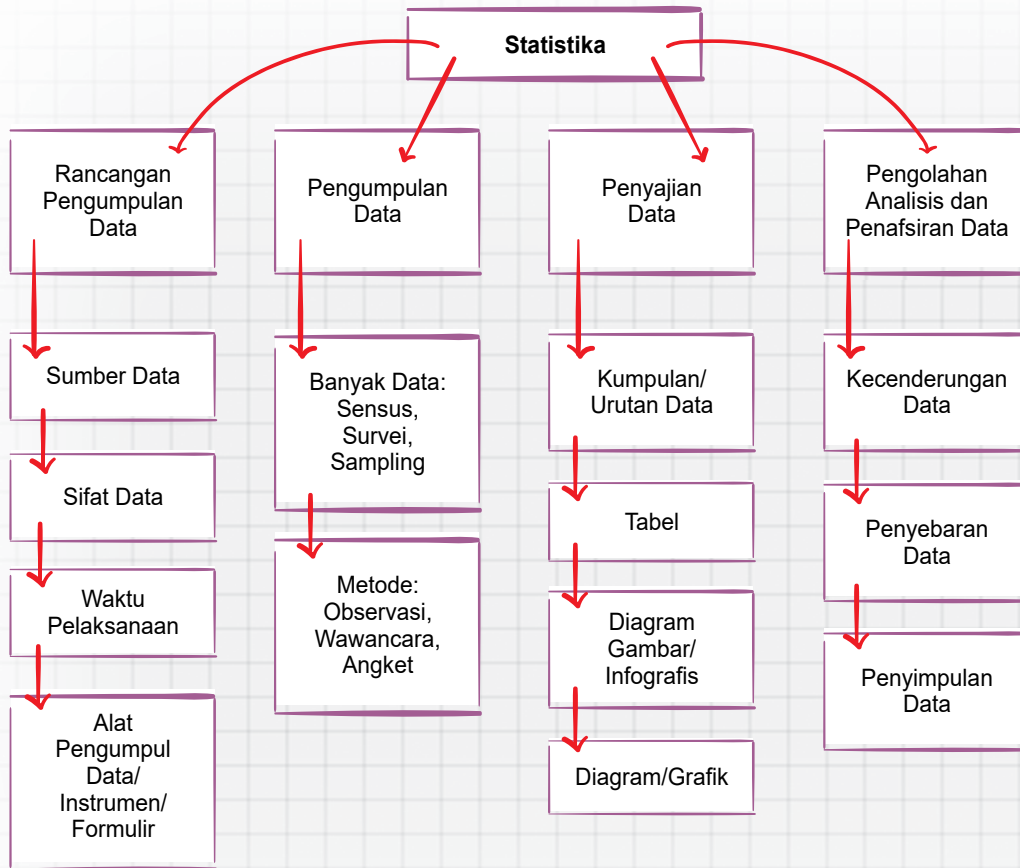 Statistika
Rancangan
Pengumpulan
Data
Sumber Data
Sifat Data
Waktu
Pelaksanaan
Alat
Pengumpul
Data/
Instrumen/
Formulir
Pengumpulan
Data
Banyak Data:
Sensus,
Survei,
Sampling
Metode:
Observasi,
Wawancara,
Angket
Penyajian
Data
Kumpulan/
Urutan Data
Tabel
Diagram
Gambar/
Infografis
Diagram/Grafik
Pengolahan
Analisis dan
Penafsiran Data
Kecenderungan
Data
Penyebaran
Data
Penyimpulan
Data